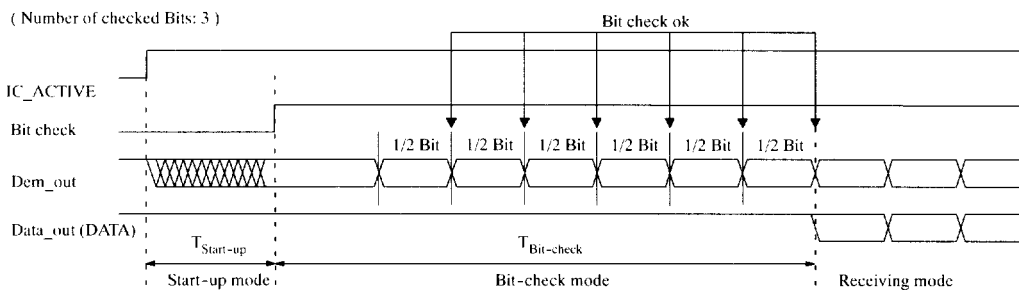 ( Number of checked Bits: 3 )
Bit check ok
IC_ACTIVE
Bit check
1/2 Bit 1/2 Bit 1/2 Bit 1/2 Bit 1/2 Bit 1/2 Bit
Dem_out
Data_out (DATA)
TStart-up TBit-check
Start-up mode Bit-check mode Receiving mode